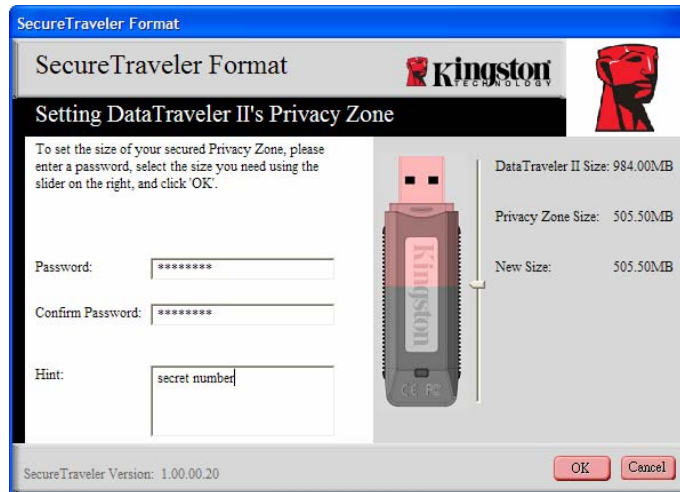 SecureTraveler Format
SecureTraveler Format
Kingston
TECHNOLOGY
Setting DataTraveler II's Privacy Zone
To set the size of your secured Privacy Zone, please
enter a password, select the size you need using the
slider on the right, and click 'OK'.
Password: ********
Confirm Password: ********
Hint: secret number
Kingston
CE FC
DataTraveler II Size: 984.00MB
Privacy Zone Size: 505.50MB
New Size: 505.50MB
SecureTraveler Version: 1.00.00.20
OK
Cancel